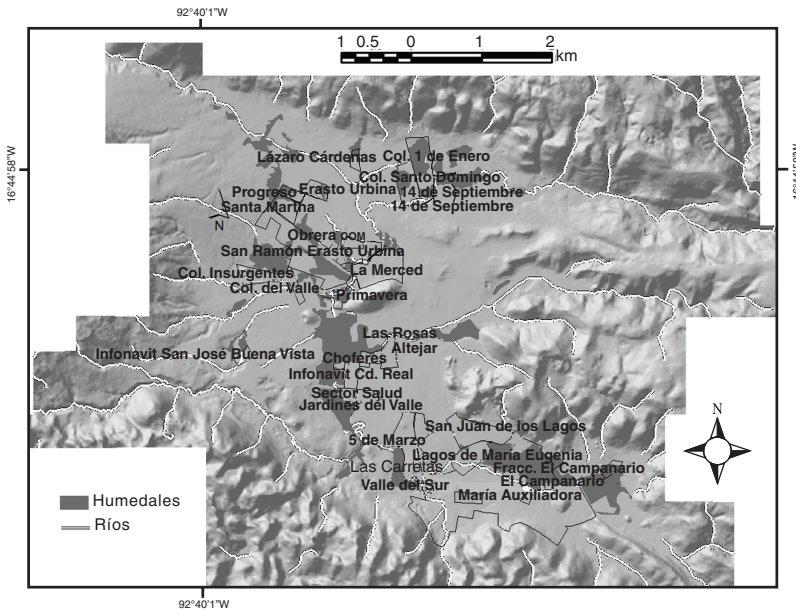 92°40'1"W
1 0.5 0 1 2
km
16°44'58"W
Lázaro Cárdenas Col. 1 de Enero
Col. Santo Domingo
Progreso Erasto Urbina 14 de Septiembre
Santa Martha 14 de Septiembre
N
Obrera DOM
San Ramón Erasto Urbina
Col. Insurgentes La Merced
Col. del Valle Primavera
Las Rosas
Altejar
Infonavit San José Buena Vista Choféres
Infonavit Cd. Real
Sector Salud
Jardines del Valle
San Juan de los Lagos
5 de Marzo
N
Lagos de María Eugenia
Las Carretas Fracc. El Campanario
Valle del Sur El Campanario
María Auxiliadora
Humedales
Ríos
92°40'1"W